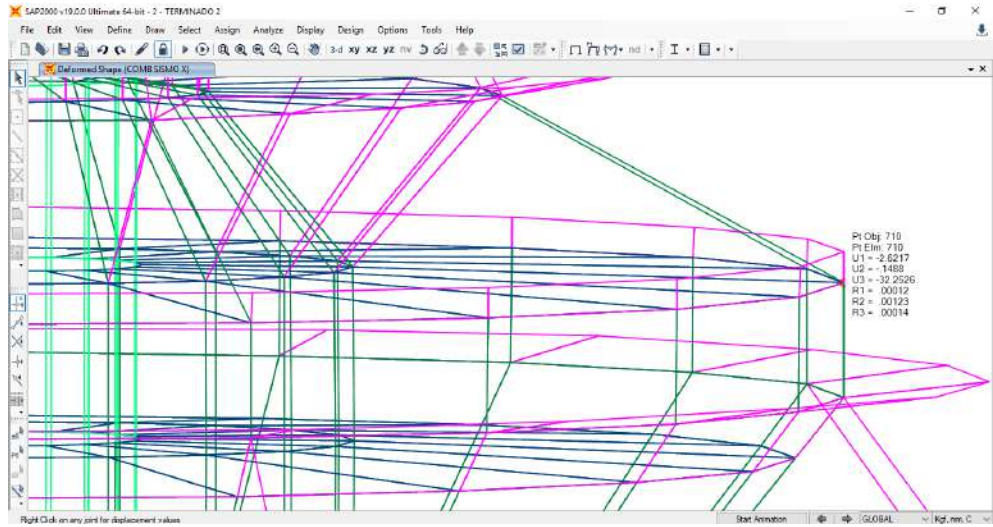 SAP2000 v19.0.0 Ultimate 64-bit - 2 - TERMINADO 2
File Edit View Define Draw Select Assign Analyze Display Design Options Tools Help
3-d xy xz yz nv
nd
Deformed Shape (COMB SISMO X)
Pt Obj: 710
Pt Elm: 710
U1 = -2.6217
U2 = -.1488
U3 = -32.2526
R1 = .00012
R2 = .00123
R3 = .00014
Right Click on any joint for displacement values
Start Animation
GLOBAL
Kgf, mm, C